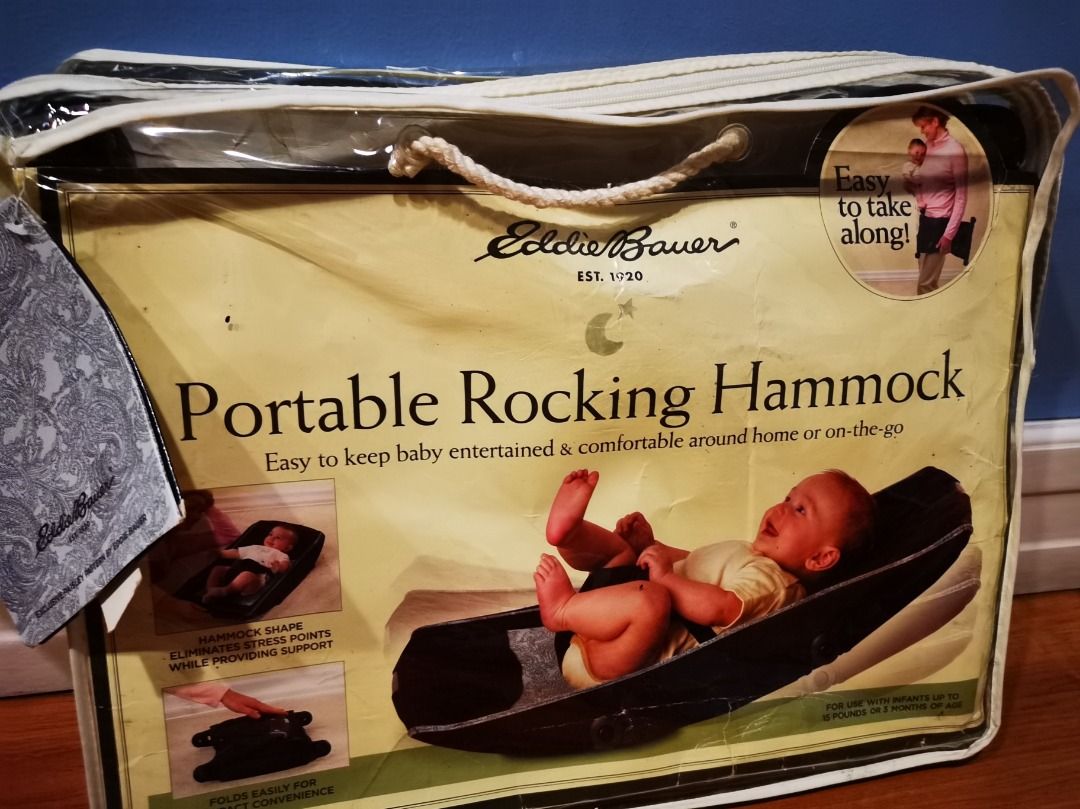 Easy
to take
along!
Eddie Bauer®
EST. 1920
Portable Rocking Hammock
Easy to keep baby entertained & comfortable around home or on-the-go
HAMMOCK SHAPE
ELIMINATES STRESS POINTS
WHILE PROVIDING SUPPORT
FOLDS EASILY FOR
CONVENIENCE
FOR USE WITH INFANTS UP TO
15 POUNDS OR 3 MONTHS OF AGE
Eddie Bauer